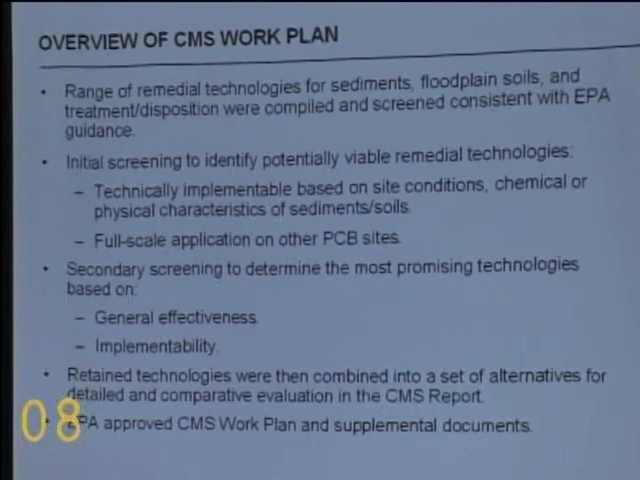 OVERVIEW OF CMS WORK PLAN
• Range of remedial technologies for sediments, floodplain soils, and
treatment/disposition were compiled and screened consistent with EPA
guidance.
• Initial screening to identify potentially viable remedial technologies:
– Technically implementable based on site conditions, chemical or
physical characteristics of sediments/soils.
– Full-scale application on other PCB sites.
• Secondary screening to determine the most promising technologies
based on:
– General effectiveness.
– Implementability.
• Retained technologies were then combined into a set of alternatives for
detailed and comparative evaluation in the CMS Report.
• EPA approved CMS Work Plan and supplemental documents.
08